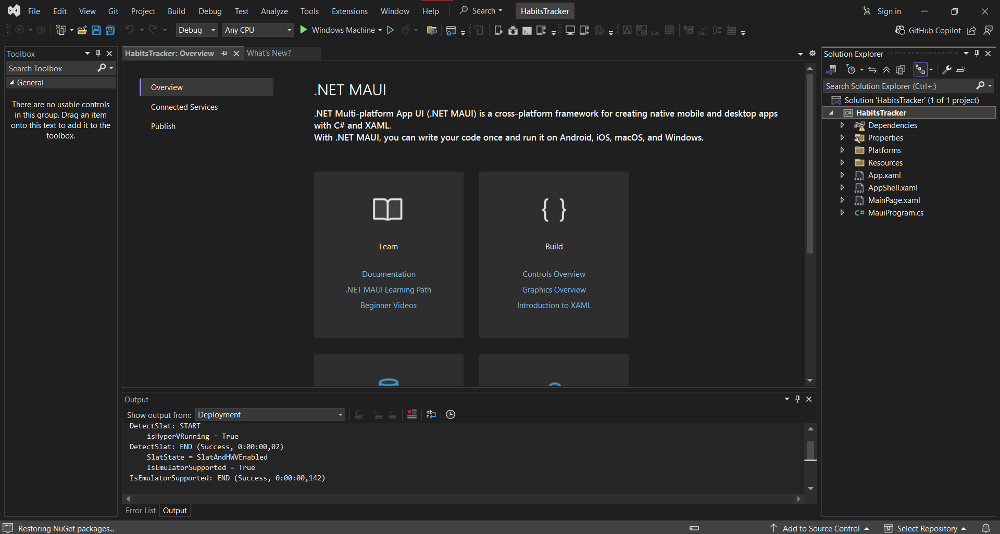 File Edit View Git Project Build Debug Test Analyze Tools Extensions Window Help Search HabitsTracker Sign in
Debug Any CPU Windows Machine GitHub Copilot
Toolbox
Search Toolbox
General
There are no usable controls
in this group. Drag an item
onto this text to add it to the
toolbox.
HabitsTracker: Overview What's New?
Overview
Connected Services
Publish
.NET MAUI
.NET Multi-platform App UI (.NET MAUI) is a cross-platform framework for creating native mobile and desktop apps
with C# and XAML.
With .NET MAUI, you can write your code once and run it on Android, iOS, macOS, and Windows.
Learn
Documentation
.NET MAUI Learning Path
Beginner Videos
{ }
Build
Controls Overview
Graphics Overview
Introduction to XAML
Output
Show output from: Deployment
DetectSlat: START
isHyperVRunning = True
DetectSlat: END (Success, 0:00:00,02)
SlatState = SlatAndHWVEnabled
IsEmulatorSupported = True
IsEmulatorSupported: END (Success, 0:00:00,142)
Error List Output
Solution Explorer
Search Solution Explorer (Ctrl+;)
Solution 'HabitsTracker' (1 of 1 project)
C# HabitsTracker
Dependencies
Properties
Platforms
Resources
App.xaml
AppShell.xaml
MainPage.xaml
C# MauiProgram.cs
Restoring NuGet packages... Add to Source Control Select Repository